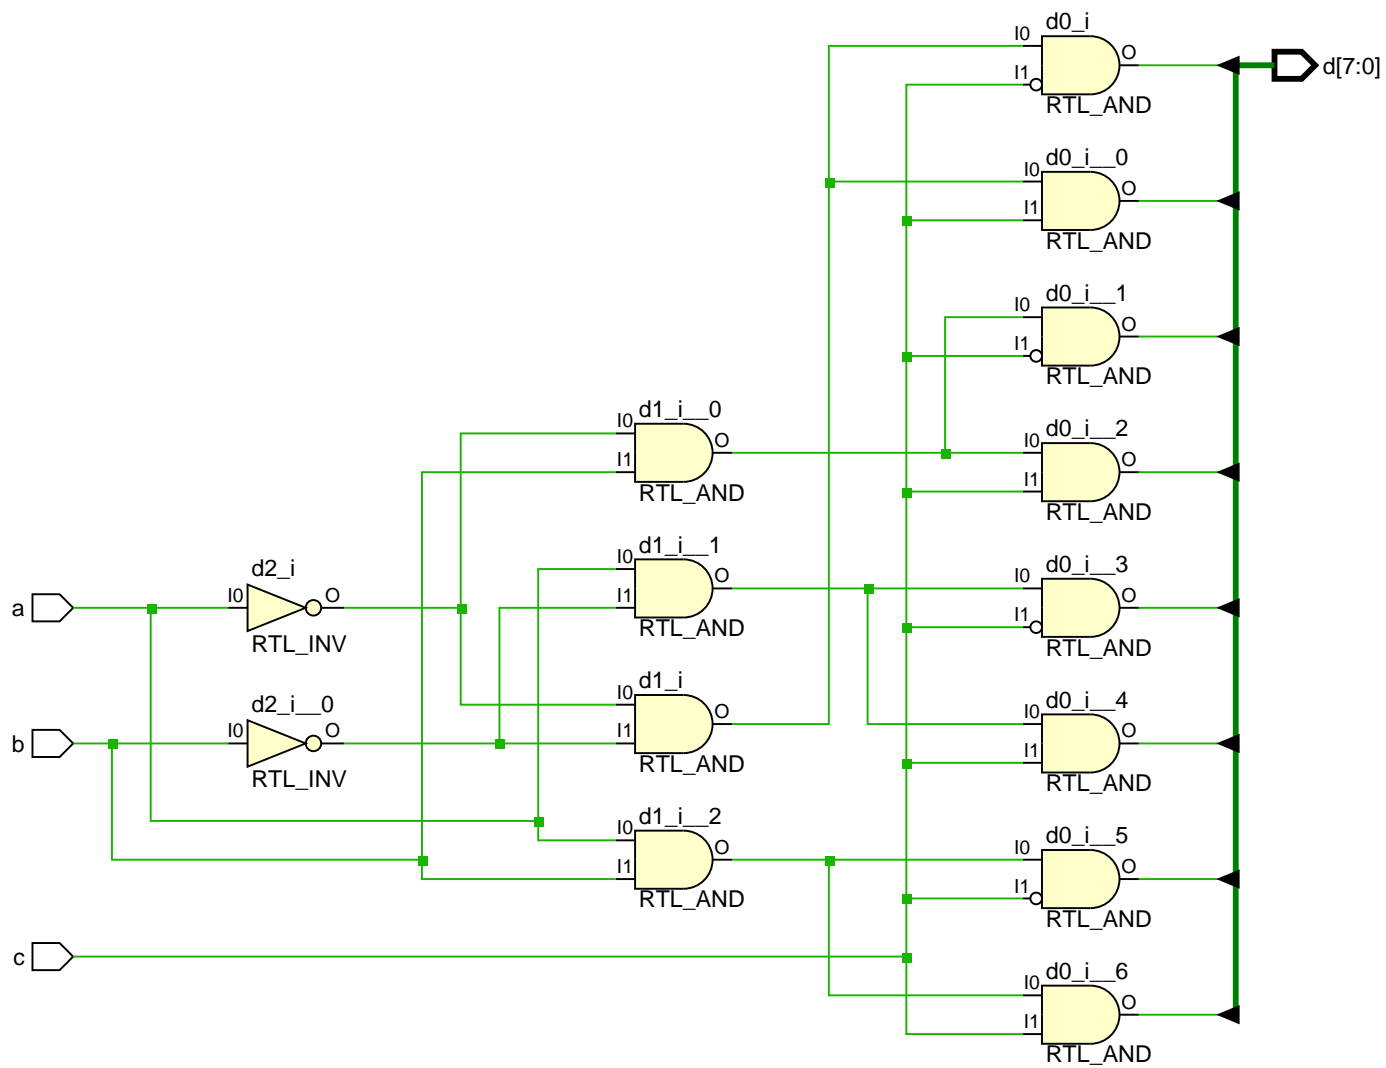 d0_i
I0
O
I1
RTL_AND
d[7:0]
d0_i__0
I0
O
I1
RTL_AND
d0_i__1
I0
O
I1
RTL_AND
d1_i__0
I0
O
I1
RTL_AND
d0_i__2
I0
O
I1
RTL_AND
d1_i__1
I0
O
I1
RTL_AND
d0_i__3
I0
O
I1
RTL_AND
a
d2_i
I0
O
RTL_INV
d1_i
I0
O
I1
RTL_AND
d0_i__4
I0
O
I1
RTL_AND
b
d2_i__0
I0
O
RTL_INV
d1_i__2
I0
O
I1
RTL_AND
d0_i__5
I0
O
I1
RTL_AND
c
d0_i__6
I0
O
I1
RTL_AND